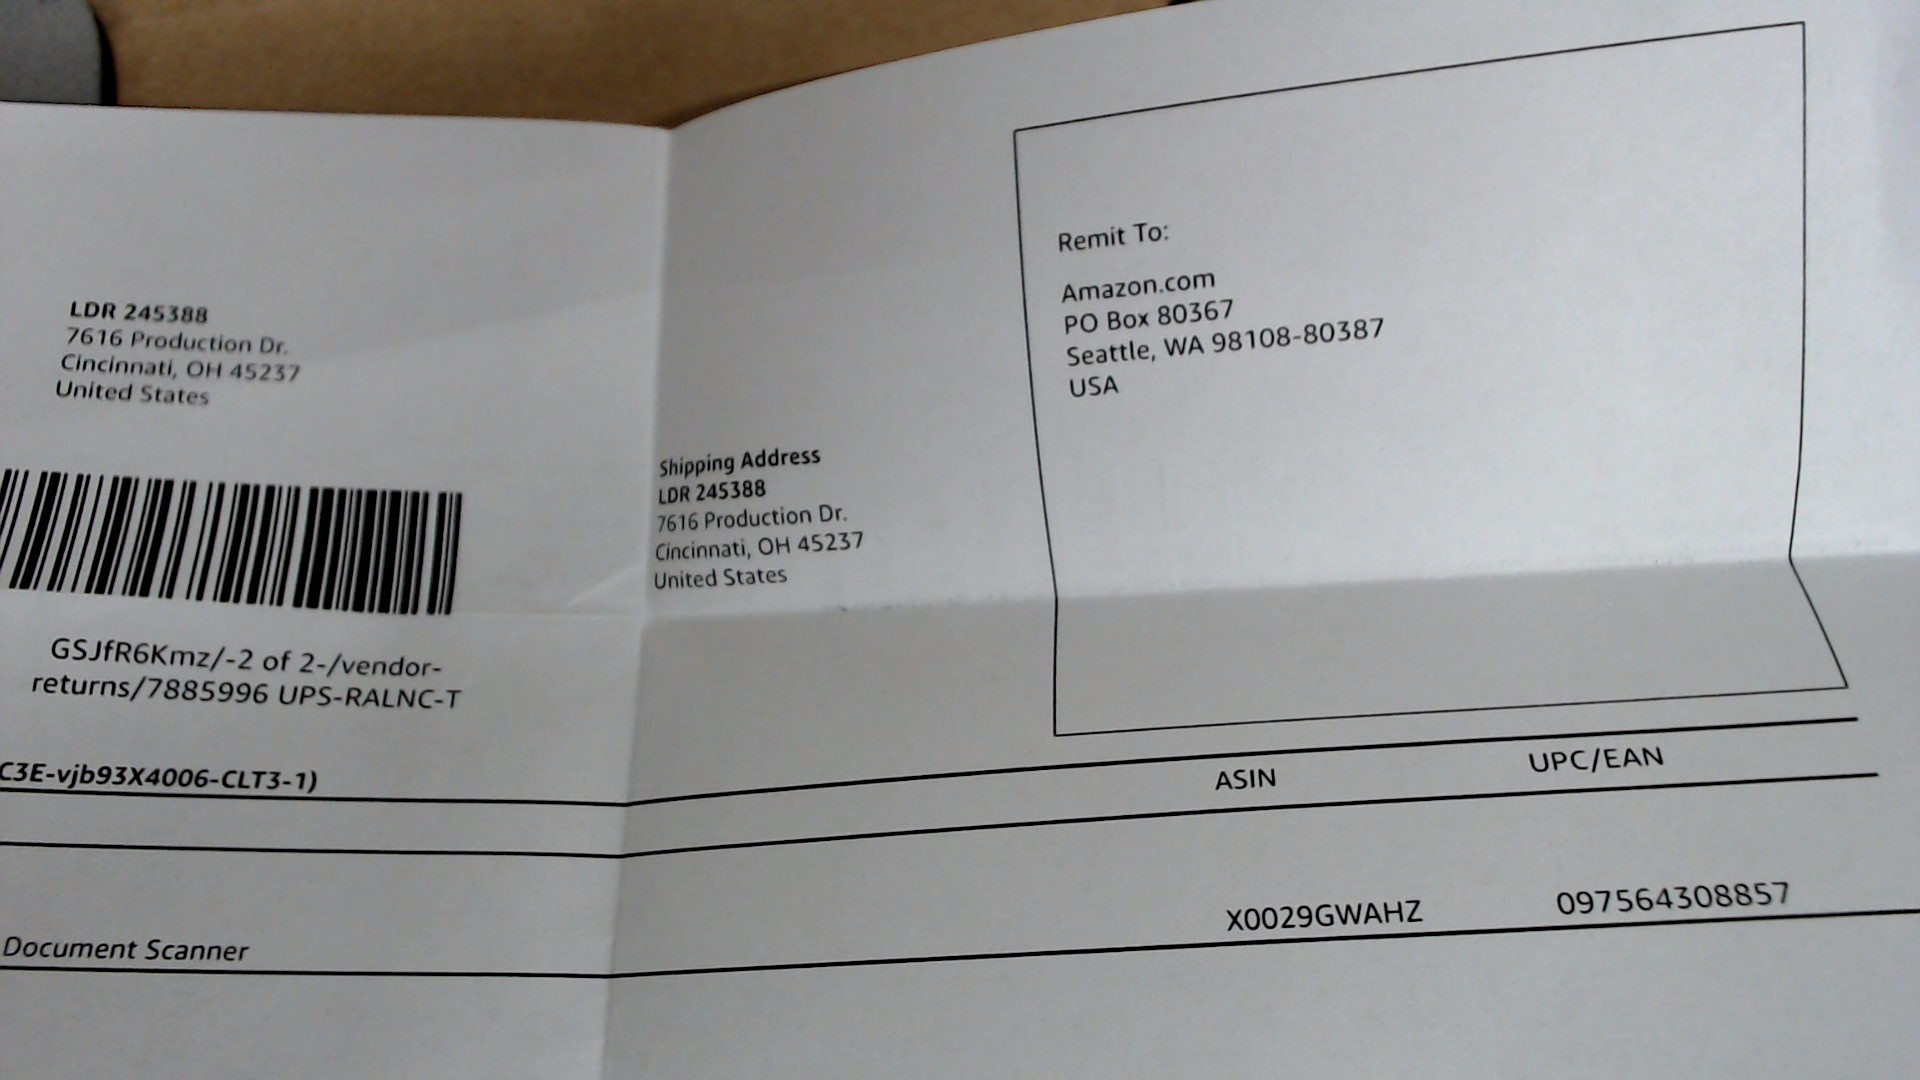 LDR 245388
7616 Production Dr.
Cincinnati, OH 45237
United States
GSJfR6Kmz/-2 of 2-/vendor-
returns/7885996 UPS-RALNC-T
Shipping Address
LDR 245388
7616 Production Dr.
Cincinnati, OH 45237
United States
Remit To:
Amazon.com
PO Box 80367
Seattle, WA 98108-80387
USA
C3E-vjb93X4006-CLT3-1)
ASIN UPC/EAN
Document Scanner X0029GWAHZ 097564308857